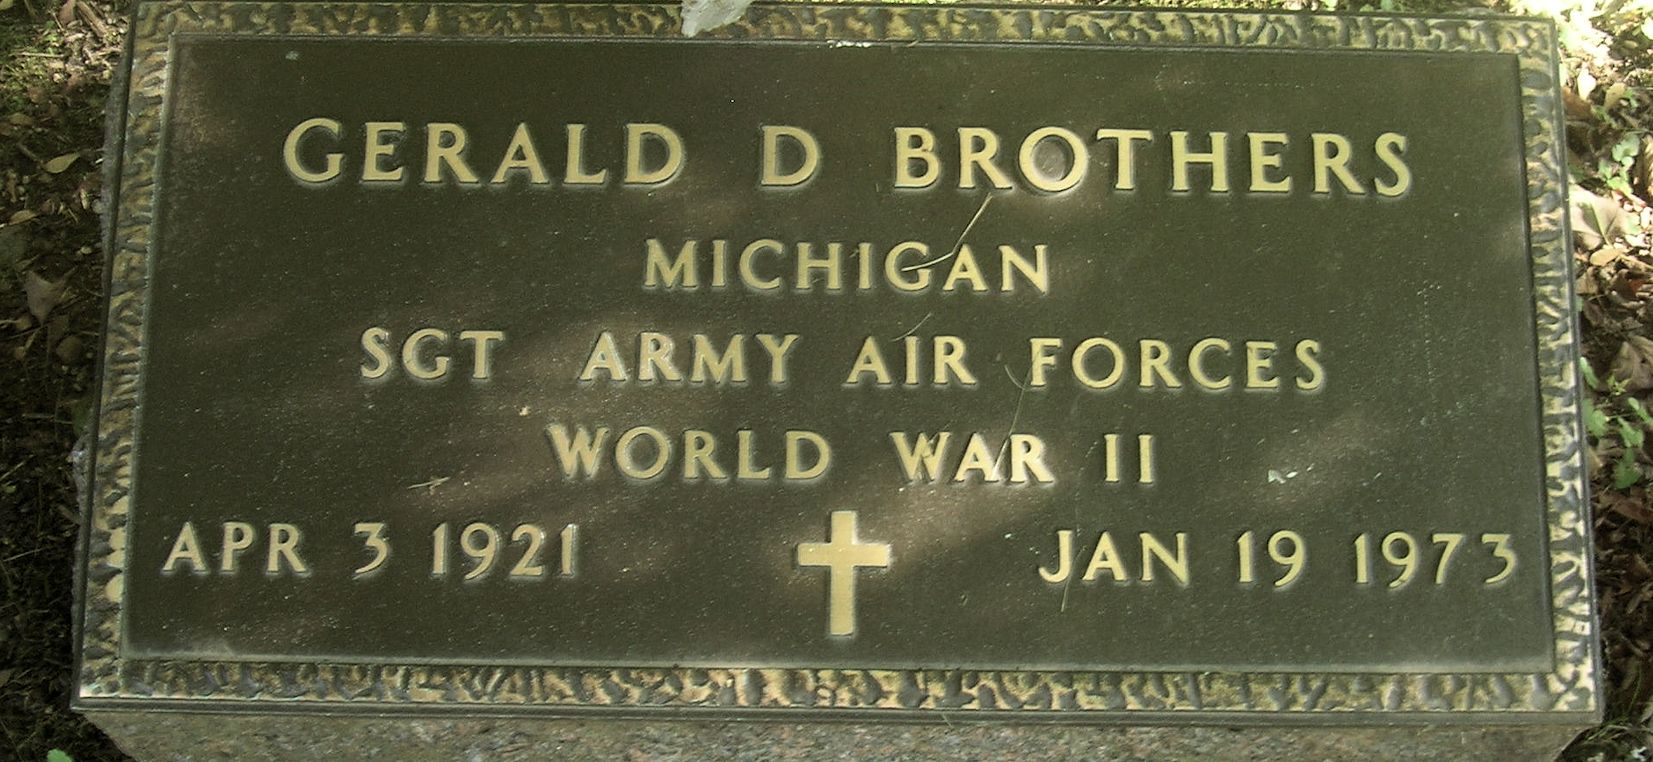 GERALD D BROTHERS
MICHIGAN
SGT ARMY AIR FORCES
WORLD WAR II
APR 3 1921 JAN 19 1973